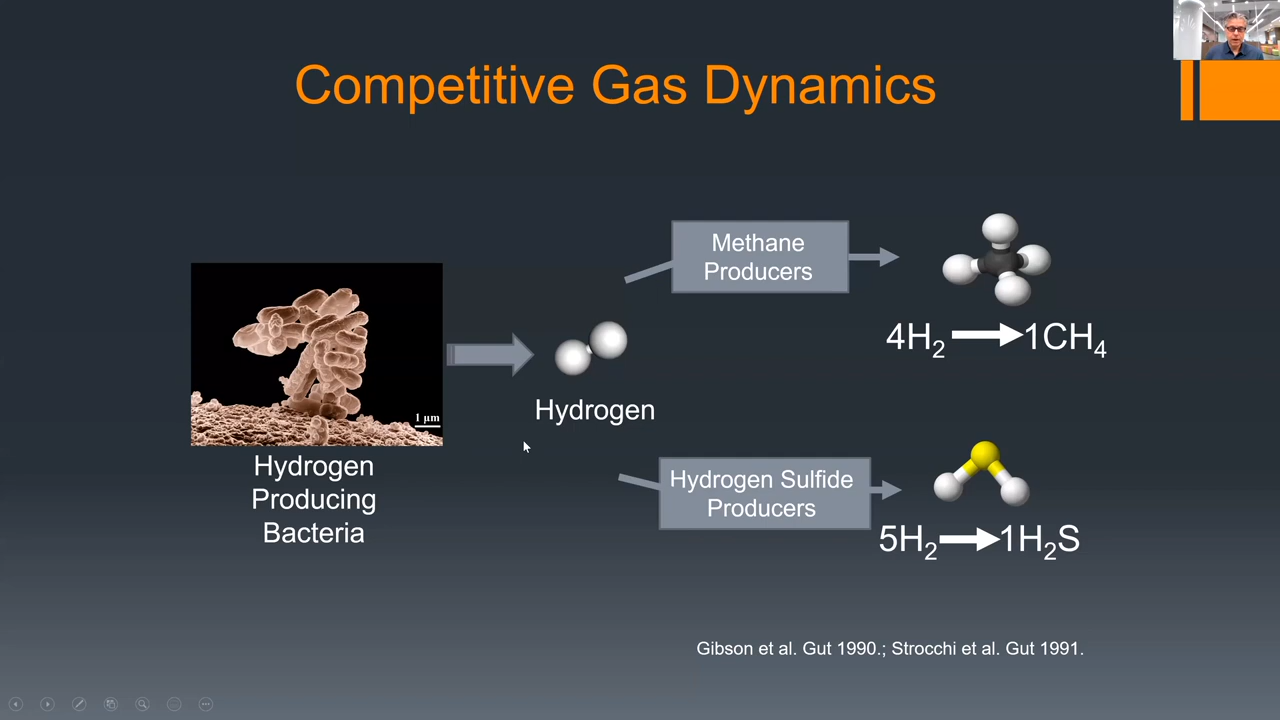 Competitive Gas Dynamics
Methane
Producers
4H₂ 1CH₄
1 µm
Hydrogen
Hydrogen
Producing
Bacteria
Hydrogen Sulfide
Producers
5H₂ 1H₂S
Gibson et al. Gut 1990.; Strocchi et al. Gut 1991.